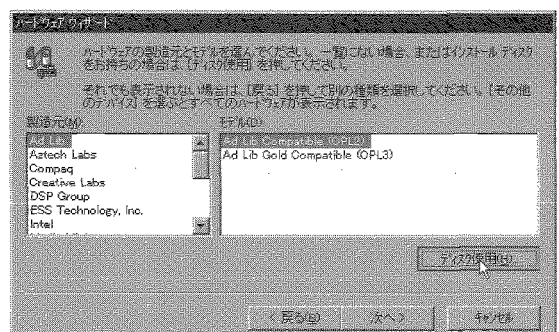 ハードウェア ウィザード
ハードウェアの製造元とモデルを選んでください。一覧にない場合、またはインストール ディスク
をお持ちの場合は、[ディスク使用] を押してください。
それでも表示されない場合は、[戻る] を押して別の種類を選択してください。[その他
のデバイス] を選ぶとすべてのハードウェアが表示されます。
製造元(M)
モデル(D)
Ad Lib
Aztech Labs
Compaq
Creative Labs
DSP Group
ESS Technology, Inc.
Intel
Ad Lib Compatible (OPL2)
Ad Lib Gold Compatible (OPL3)
ディスク使用(H)
< 戻る(B)
次へ >
キャンセル